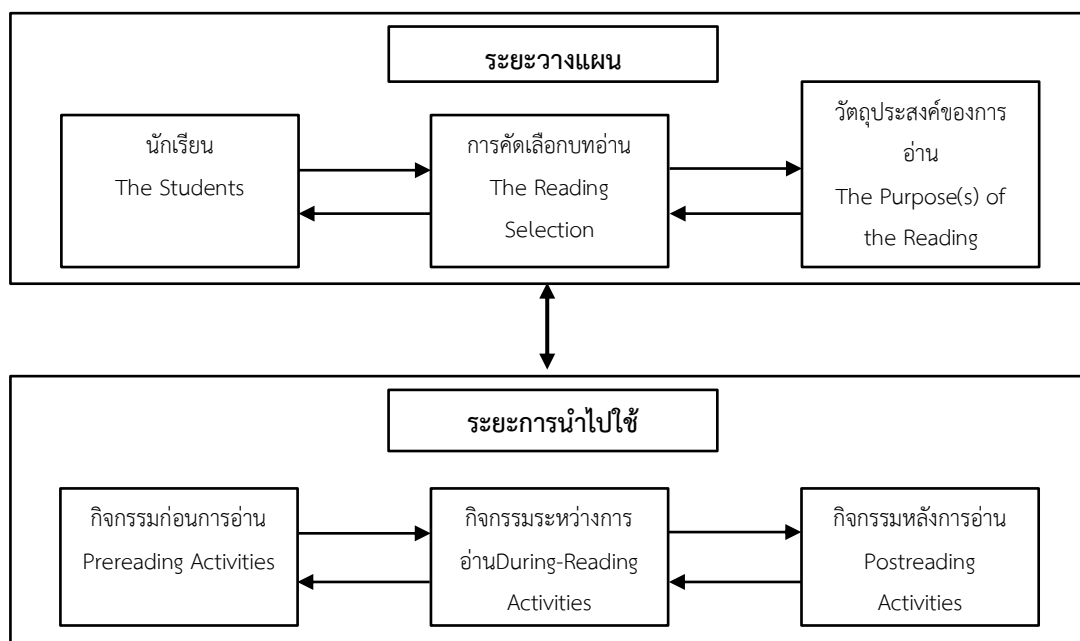 ระยะวางแผน
นักเรียน
The Students
การคัดเลือกบทอ่าน
The Reading
Selection
วัตถุประสงค์ของการ
อ่าน
The Purpose(s) of
the Reading
ระยะการนำไปใช้
กิจกรรมก่อนการอ่าน
Prereading Activities
กิจกรรมระหว่างการ
อ่านDuring-Reading
Activities
กิจกรรมหลังการอ่าน
Postreading
Activities